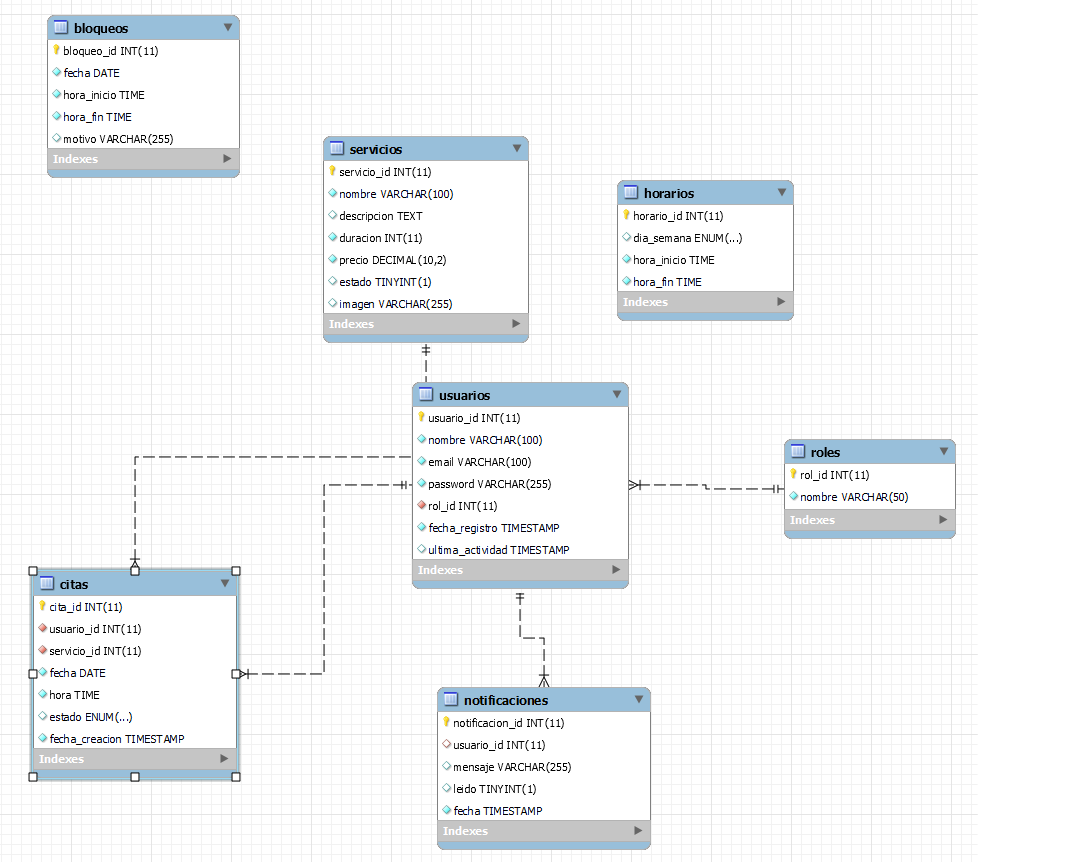 bloqueos
bloqueo_id INT(11)
fecha DATE
hora_inicio TIME
hora_fin TIME
motivo VARCHAR(255)
Indexes
servicios
servicio_id INT(11)
nombre VARCHAR(100)
descripcion TEXT
duracion INT(11)
precio DECIMAL(10,2)
estado TINYINT(1)
imagen VARCHAR(255)
Indexes
horarios
horario_id INT(11)
dia_semana ENUM(...)
hora_inicio TIME
hora_fin TIME
Indexes
usuarios
usuario_id INT(11)
nombre VARCHAR(100)
email VARCHAR(100)
password VARCHAR(255)
rol_id INT(11)
fecha_registro TIMESTAMP
ultima_actividad TIMESTAMP
Indexes
roles
rol_id INT(11)
nombre VARCHAR(50)
Indexes
citas
cita_id INT(11)
usuario_id INT(11)
servicio_id INT(11)
fecha DATE
hora TIME
estado ENUM(...)
fecha_creacion TIMESTAMP
Indexes
notificaciones
notificacion_id INT(11)
usuario_id INT(11)
mensaje VARCHAR(255)
leido TINYINT(1)
fecha TIMESTAMP
Indexes